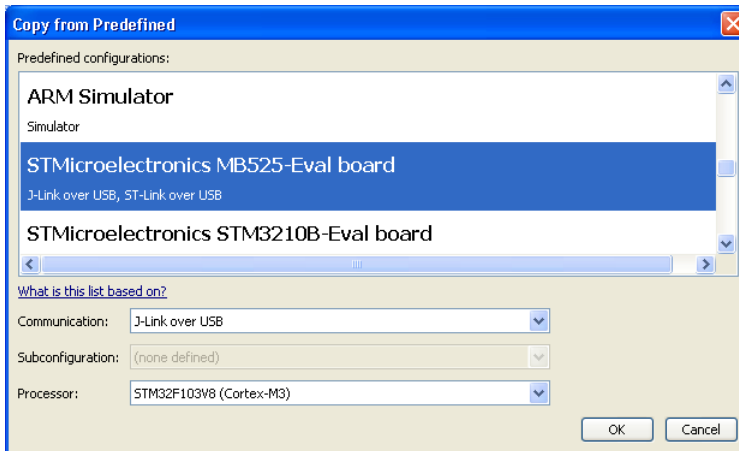 Copy from Predefined
Predefined configurations:
ARM Simulator
Simulator
STMicroelectronics MB525-Eval board
J-Link over USB, ST-Link over USB
STMicroelectronics STM3210B-Eval board
What is this list based on?
Communication: J-Link over USB
Subconfiguration: (none defined)
Processor: STM32F103V8 (Cortex-M3)
OK Cancel